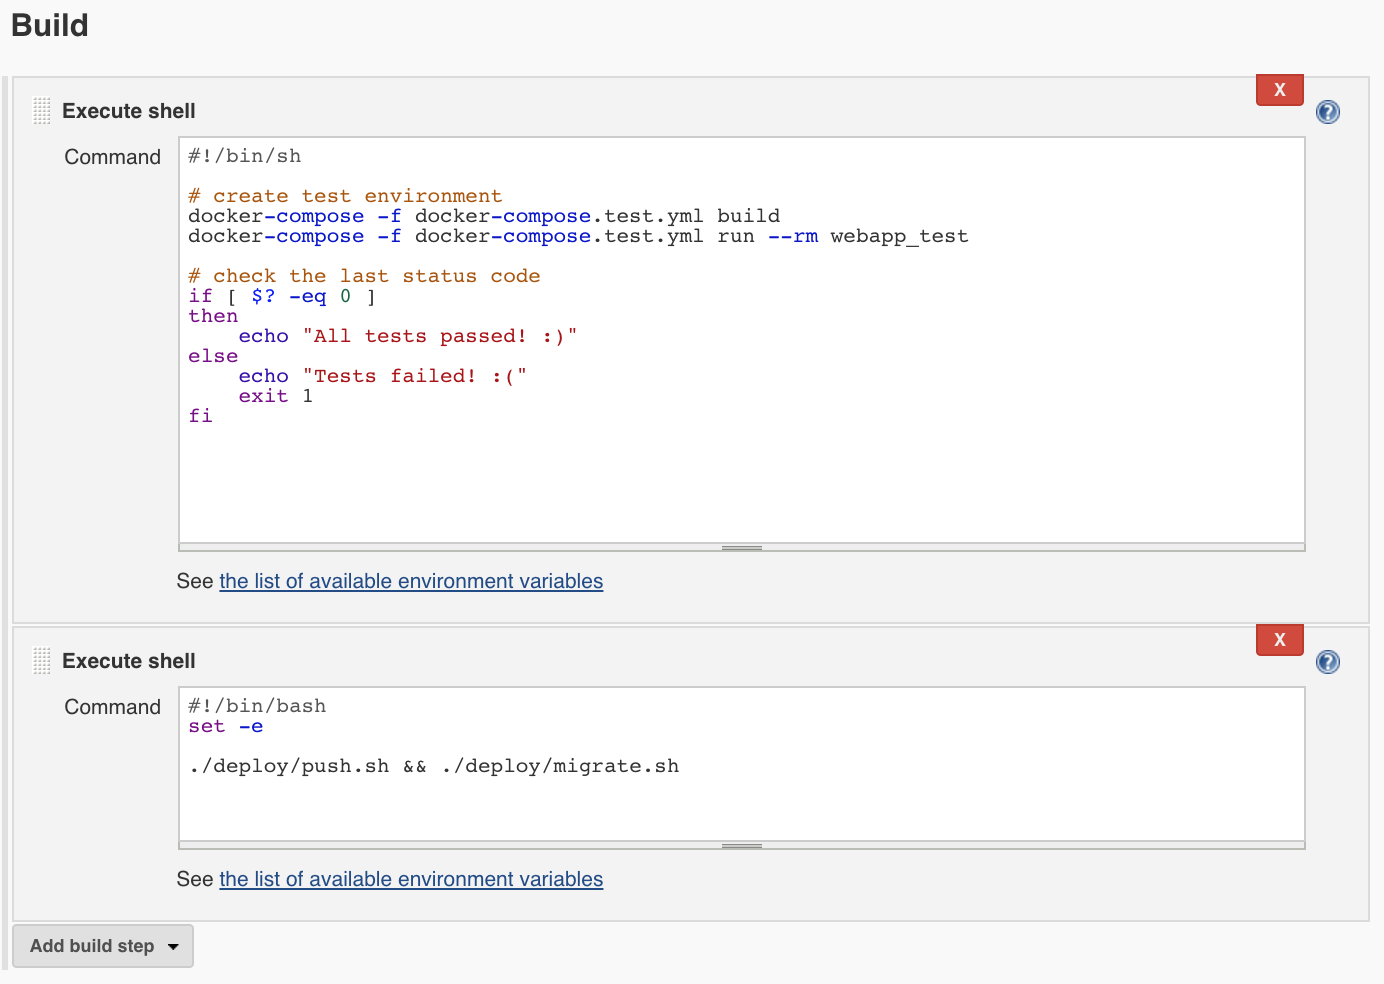 Build
X
Execute shell
Command
#!/bin/sh
# create test environment
docker-compose -f docker-compose.test.yml build
docker-compose -f docker-compose.test.yml run --rm webapp_test
# check the last status code
if [ $? -eq 0 ]
then
    echo "All tests passed! :)"
else
    echo "Tests failed! :("
    exit 1
fi
See the list of available environment variables
X
Execute shell
Command
#!/bin/bash
set -e
./deploy/push.sh && ./deploy/migrate.sh
See the list of available environment variables
Add build step